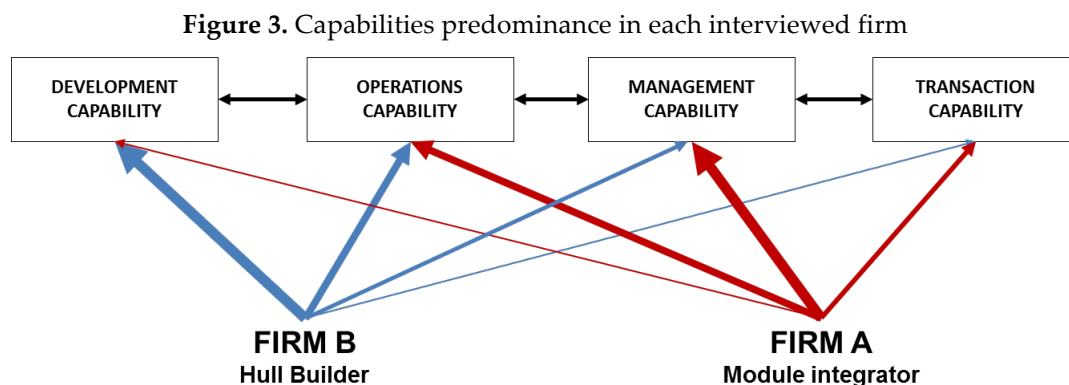 Figure 3. Capabilities predominance in each interviewed firm
DEVELOPMENT
CAPABILITY
OPERATIONS
CAPABILITY
MANAGEMENT
CAPABILITY
TRANSACTION
CAPABILITY
FIRM B
Hull Builder
FIRM A
Module integrator